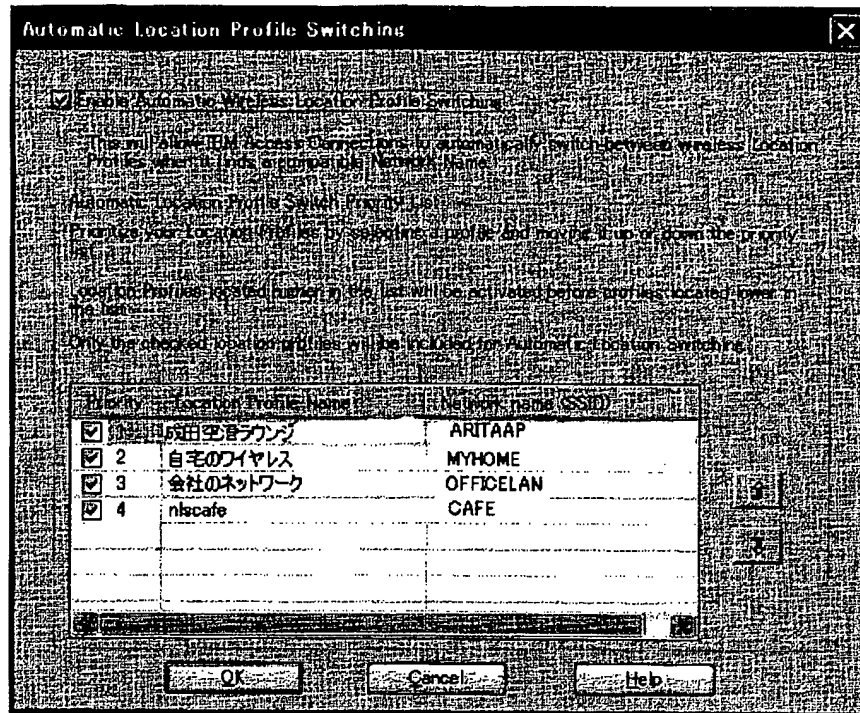 Automatic Location Profile Switching
Enable Automatic Wireless Location Profile Switching
This will allow IBM Access Connections to automatically switch between wireless Location
Profiles when it finds a compatible Network Name
Automatic Location Profile Switch Priority List
Prioritize your Location Profiles by selecting a profile and moving it up or down the priority
list
Location Profiles located higher in the list will be activated before profiles located lower in
the list
Only the checked location profiles will be included for Automatic Location Switching
Priority Location Profile Name Network name (SSID)
1 成田空港ラウンジ ARITAAP
2 自宅のワイヤレス MYHOME
3 会社のネットワーク OFFICELAN
4 nlscafe CAFE
OK Cancel Help